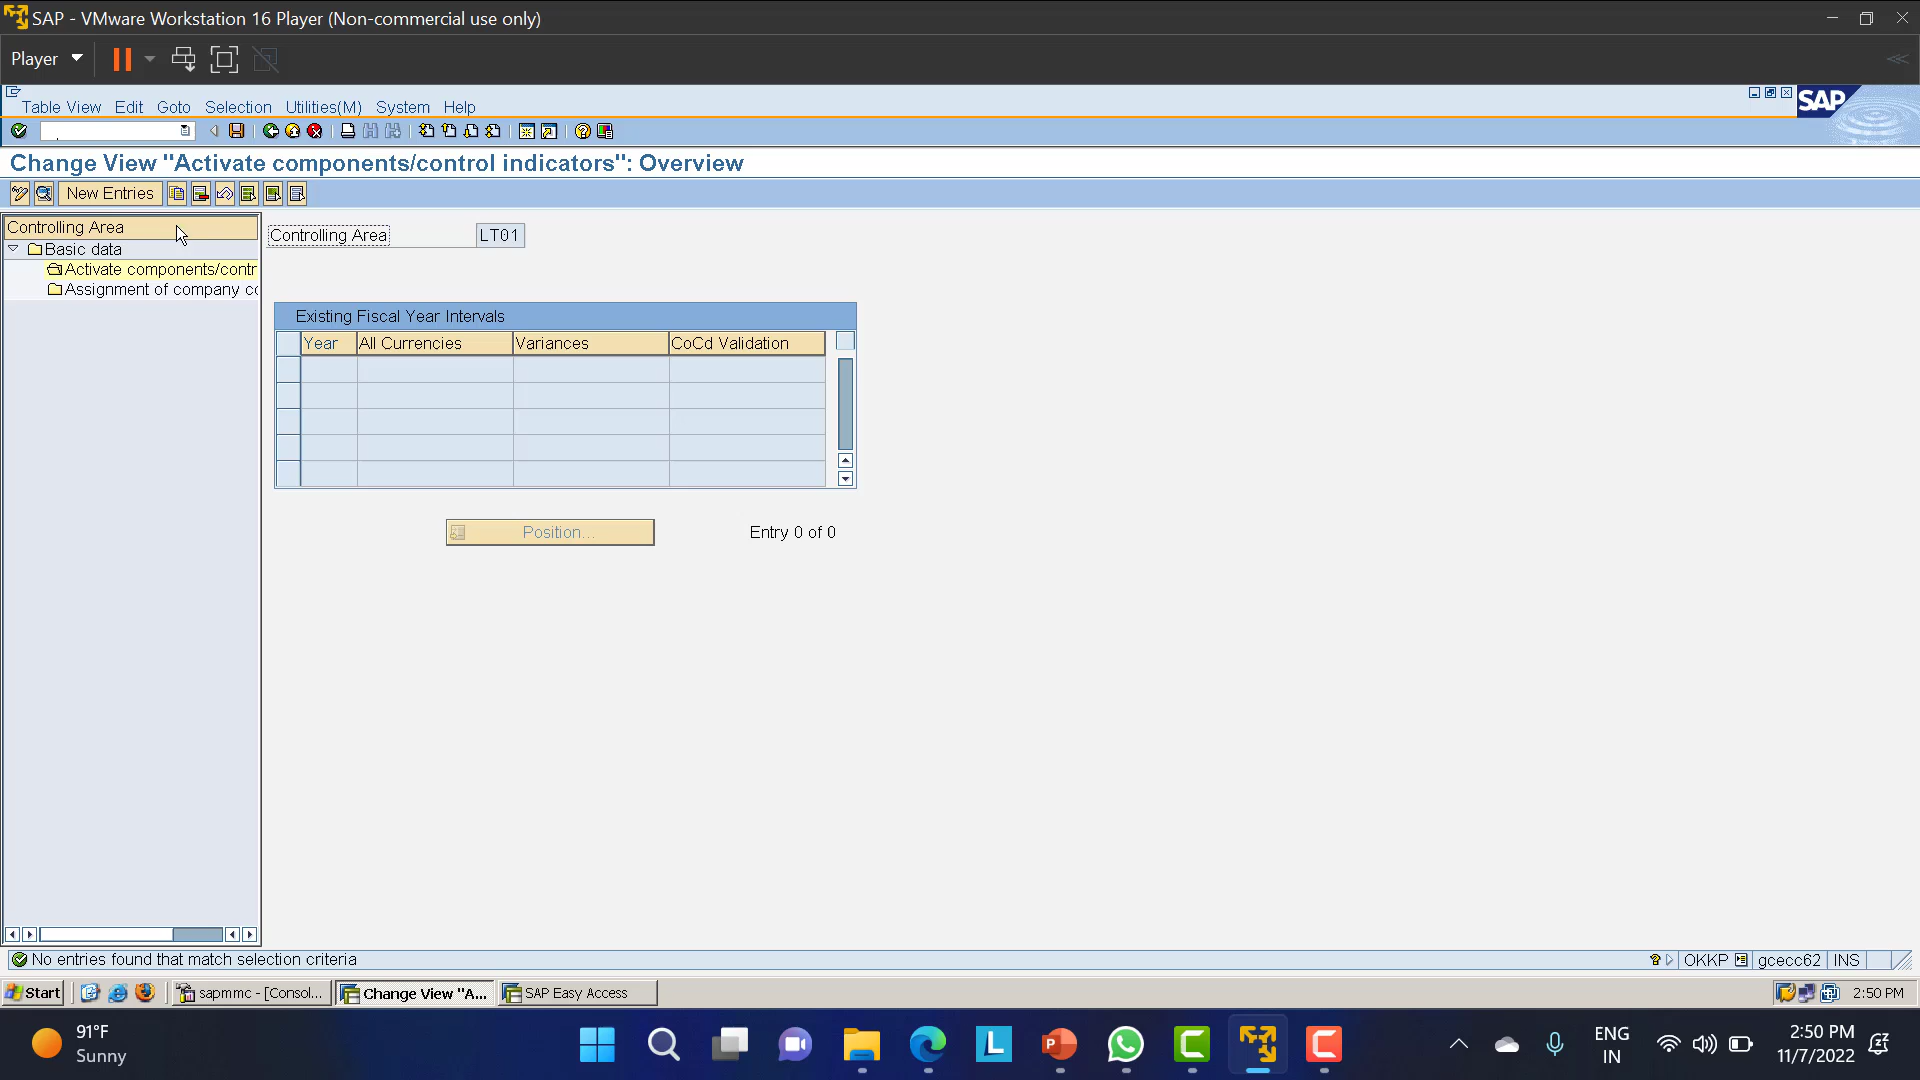 SAP - VMware Workstation 16 Player (Non-commercial use only)
Player
Table View Edit Goto Selection Utilities(M) System Help
SAP
Change View "Activate components/control indicators": Overview
New Entries
Controlling Area
Basic data
Activate components/contr
Assignment of company co
Controlling Area LT01
Existing Fiscal Year Intervals
Year All Currencies Variances CoCd Validation
Position... Entry 0 of 0
No entries found that match selection criteria
OKKP gcecc62 INS
Start sapmmc - [Consol... Change View "A... SAP Easy Access 2:50 PM
91°F
Sunny
L
P
ENG
IN
2:50 PM
11/7/2022